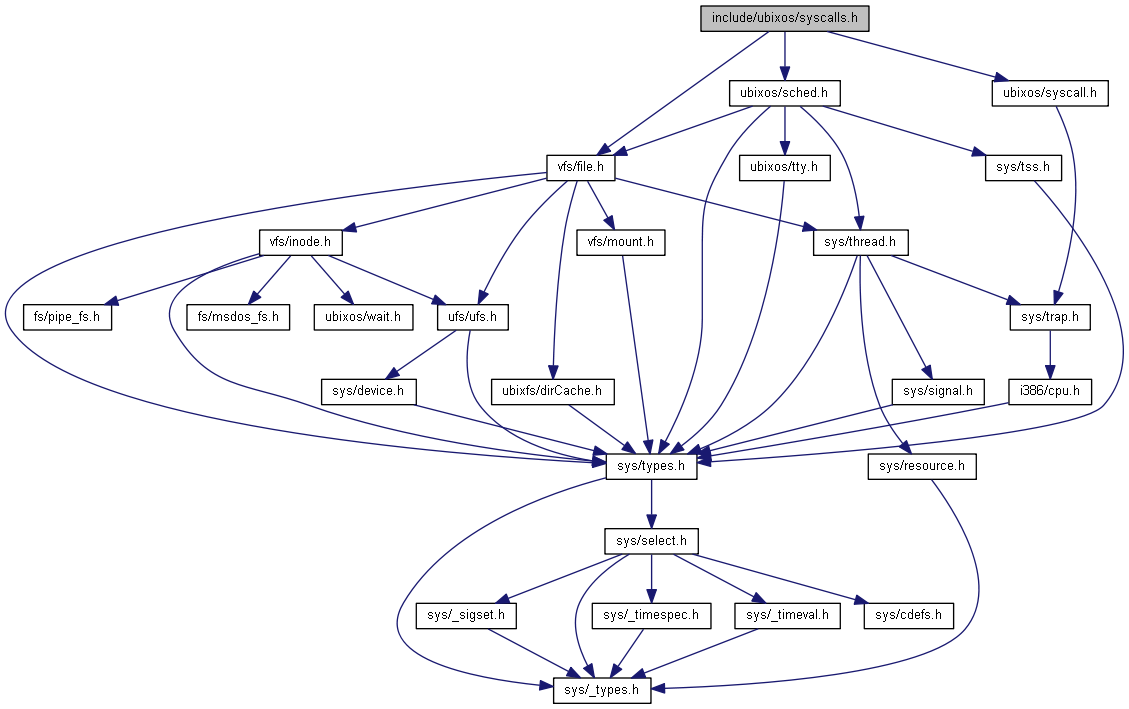 include/ubixos/syscalls.h
ubixos/sched.h
ubixos/syscall.h
vfs/file.h
ubixos/tty.h
sys/tss.h
vfs/inode.h
vfs/mount.h
sys/thread.h
fs/pipe_fs.h
fs/msdos_fs.h
ubixos/wait.h
ufs/ufs.h
sys/trap.h
sys/device.h
ubixfs/dirCache.h
sys/signal.h
i386/cpu.h
sys/types.h
sys/resource.h
sys/select.h
sys/_sigset.h
sys/_timespec.h
sys/_timeval.h
sys/cdefs.h
sys/_types.h